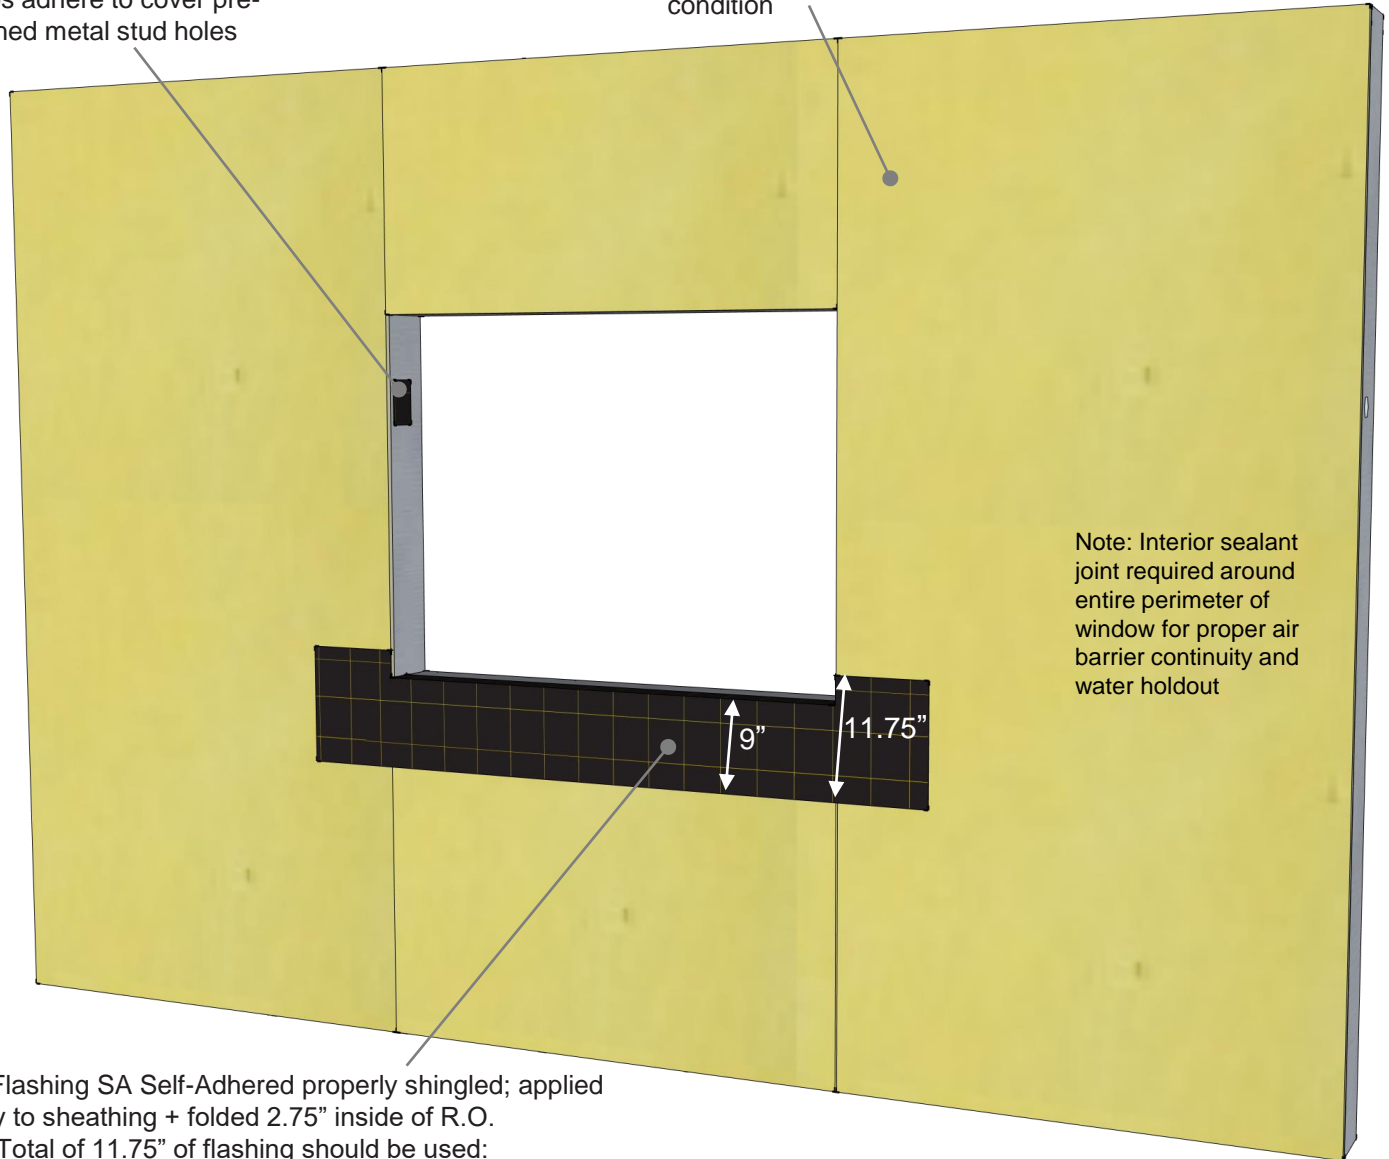 adhere to cover pre-
metal stud holes
condition
Note: Interior sealant
joint required around
entire perimeter of
window for proper air
barrier continuity and
water holdout
9”
11.75”
Flashing SA Self-Adhered properly shingled; applied
to sheathing + folded 2.75” inside of R.O.
Total of 11.75” of flashing should be used: